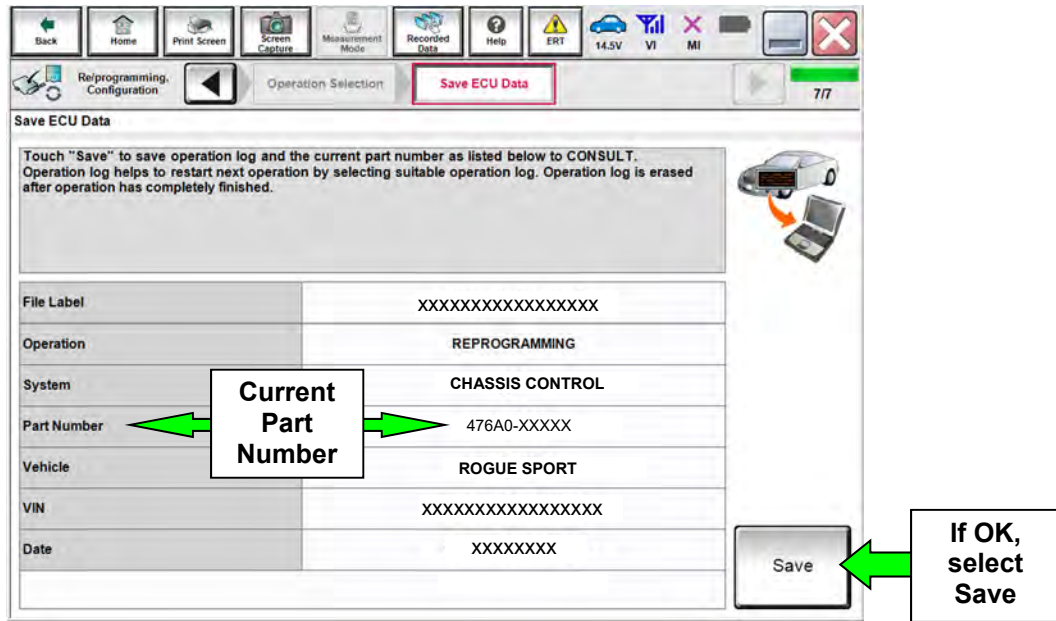 Back
Home
Print Screen
Screen
Capture
Measurement
Mode
Recorded
Data
Help
ERT
14.5V
VI
MI
Re/programming,
Configuration
Operation Selection
Save ECU Data
7/7
Save ECU Data
Touch "Save" to save operation log and the current part number as listed below to CONSULT.
Operation log helps to restart next operation by selecting suitable operation log. Operation log is erased
after operation has completely finished.
File Label
XXXXXXXXXXXXXXXXX
Operation
REPROGRAMMING
System
CHASSIS CONTROL
Part Number
476A0-XXXXX
Vehicle
ROGUE SPORT
VIN
XXXXXXXXXXXXXXXXX
Date
XXXXXXXX
Current
Part
Number
Save
If OK,
select
Save